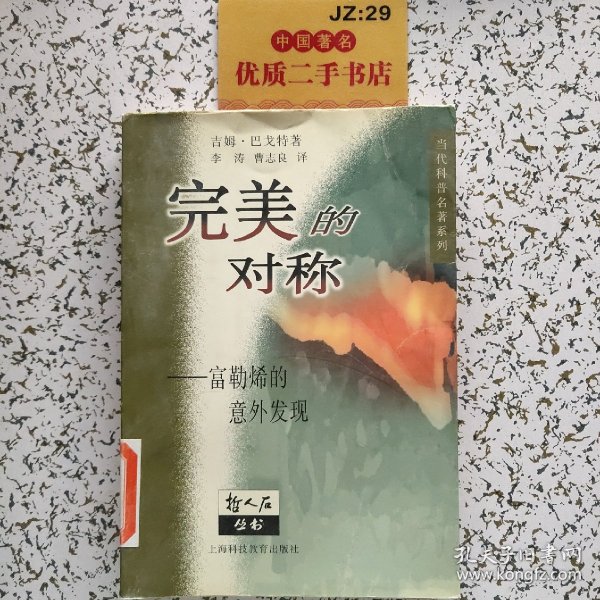 JZ:29
中国著名
优质二手书店
吉姆·巴戈特著
李 涛 曹志良 译
当代科普名著系列
完美的
对称
——富勒烯的
意外发现
哲人石
丛书
上海科技教育出版社
孔夫子旧书网
www.kongfz.com